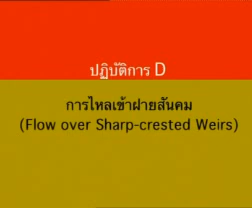 ปฏิบัติการ D
การไหลเข้าฝายสันคม
(Flow over Sharp-crested Weirs)